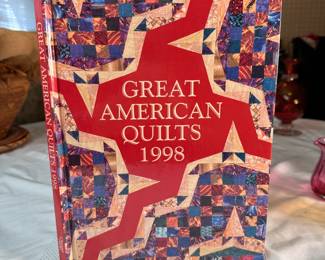 GREAT
AMERICAN
QUILTS
1998
GREAT AMERICAN QUILTS 1998